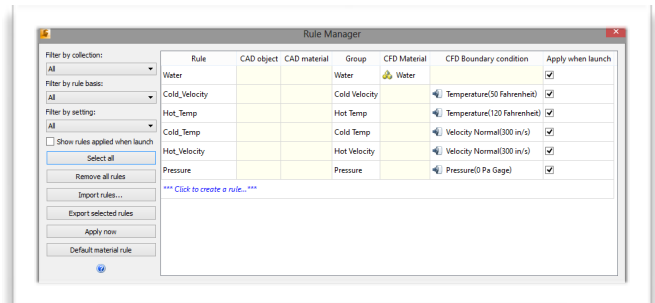 Rule Manager
Filter by collection:
All
Filter by rule basis:
All
Filter by setting:
All
Show rules applied when launch
Select all
Remove all rules
Import rules...
Export selected rules
Apply now
Default material rule
Rule CAD object CAD material Group CFD Material CFD Boundary condition Apply when launch
Water Water Water
Cold_Velocity Cold Velocity Temperature(50 Fahrenheit)
Hot_Temp Hot Temp Temperature(120 Fahrenheit)
Cold_Temp Cold Temp Velocity Normal(300 in/s)
Hot_Velocity Hot Velocity Velocity Normal(300 in/s)
Pressure Pressure Pressure(0 Pa Gage)
*** Click to create a rule...***